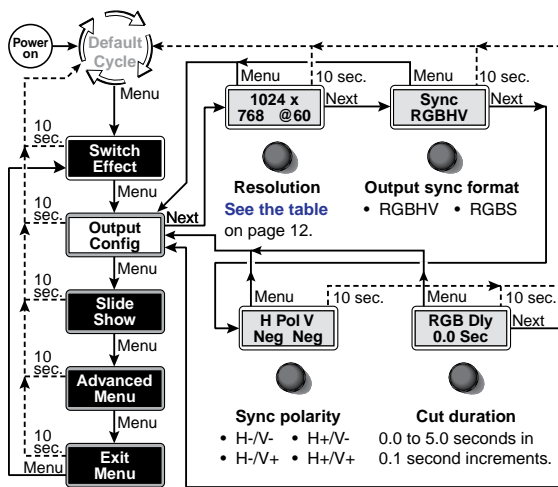 Power
on
Default
Cycle
Menu
10
sec.
Switch
Effect
Menu
10
sec.
Output
Config
Next
Menu
10
sec.
Slide
Show
Menu
10
sec.
Advanced
Menu
Menu
10
sec.
Menu
Exit
Menu
Menu
10 sec.
1024 x
768 @60
Next
Resolution
See the table
on page 12.
Menu
10 sec.
Sync
RGBHV
Next
Output sync format
• RGBHV • RGBS
Menu
10 sec.
H Pol V
Neg Neg
Sync polarity
• H-/V- • H+/V-
• H-/V+ • H+/V+
Menu
10 sec.
RGB Dly
0.0 Sec
Next
Cut duration
0.0 to 5.0 seconds in
0.1 second increments.